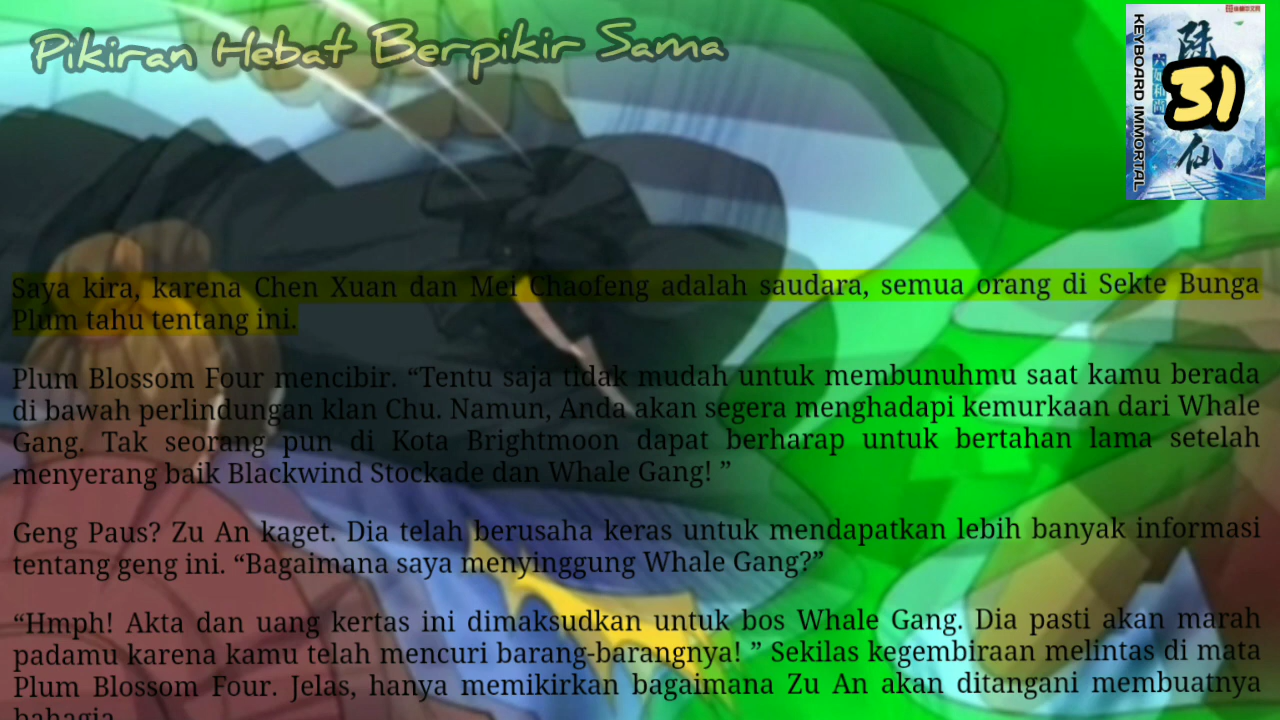 Pikiran Hebat Berpikir Sama
KEYBOARD IMMORTAL
陆
31
仙
Saya kira, karena Chen Xuan dan Mei Chaofeng adalah saudara, semua orang di Sekte Bunga
Plum tahu tentang ini.
Plum Blossom Four mencibir. “Tentu saja tidak mudah untuk membunuhmu saat kamu berada
di bawah perlindungan klan Chu. Namun, Anda akan segera menghadapi kemurkaan dari Whale
Gang. Tak seorang pun di Kota Brightmoon dapat berharap untuk bertahan lama setelah
menyerang baik Blackwind Stockade dan Whale Gang! ”
Geng Paus? Zu An kaget. Dia telah berusaha keras untuk mendapatkan lebih banyak informasi
tentang geng ini. “Bagaimana saya menyinggung Whale Gang?”
“Hmph! Akta dan uang kertas ini dimaksudkan untuk bos Whale Gang. Dia pasti akan marah
padamu karena kamu telah mencuri barang-barangnya! ” Sekilas kegembiraan melintas di mata
Plum Blossom Four. Jelas, hanya memikirkan bagaimana Zu An akan ditangani membuatnya
bahagia.